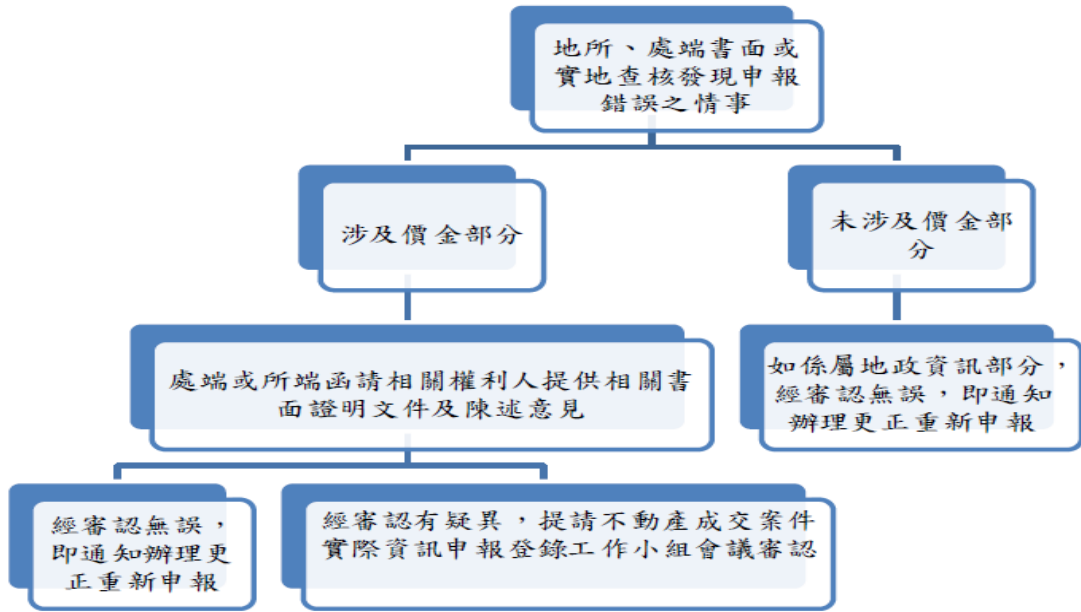 地所、處端書面或
實地查核發現申報
錯誤之情事
涉及價金部分
未涉及價金部
分
處端或所端函請相關權利人提供相關書
面證明文件及陳述意見
如係屬地政資訊部分，
經審認無誤，即通知
辦理更正重新申報
經審認無誤，
即通知辦理更
正重新申報
經審認有疑異，提請不動產成交案件
實際資訊申報登錄工作小組會議審認